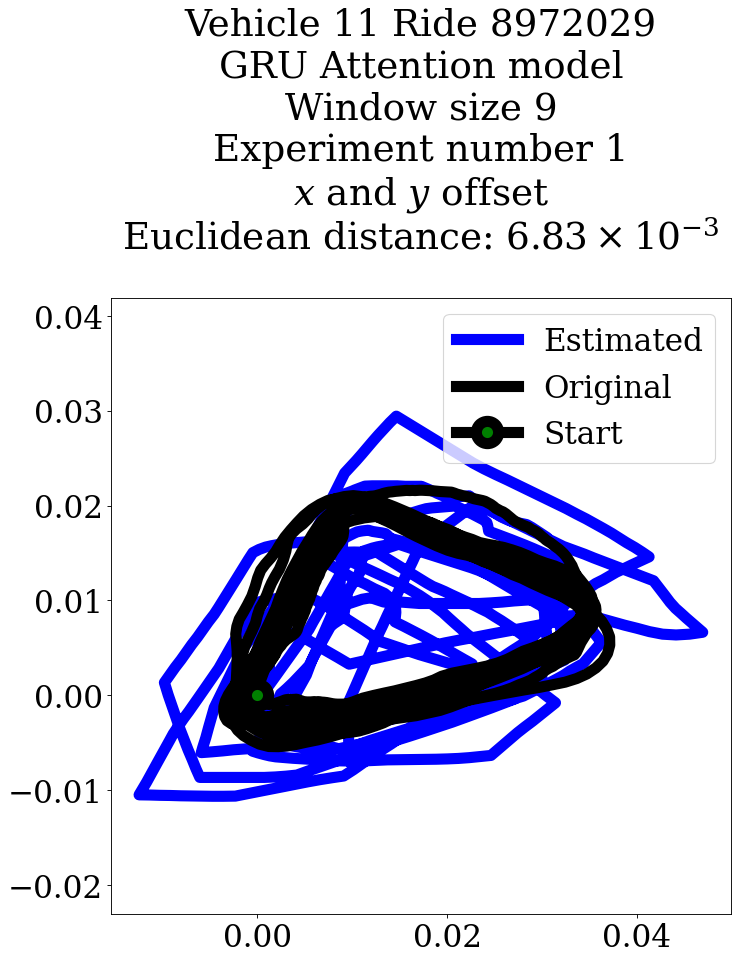 Vehicle 11 Ride 8972029
GRU Attention model
Window size 9
Experiment number 1
x and y offset
Euclidean distance: 6.83 × 10⁻³
Estimated
Original
Start
0.04
0.03
0.02
0.01
0.00
−0.01
−0.02
0.00 0.02 0.04